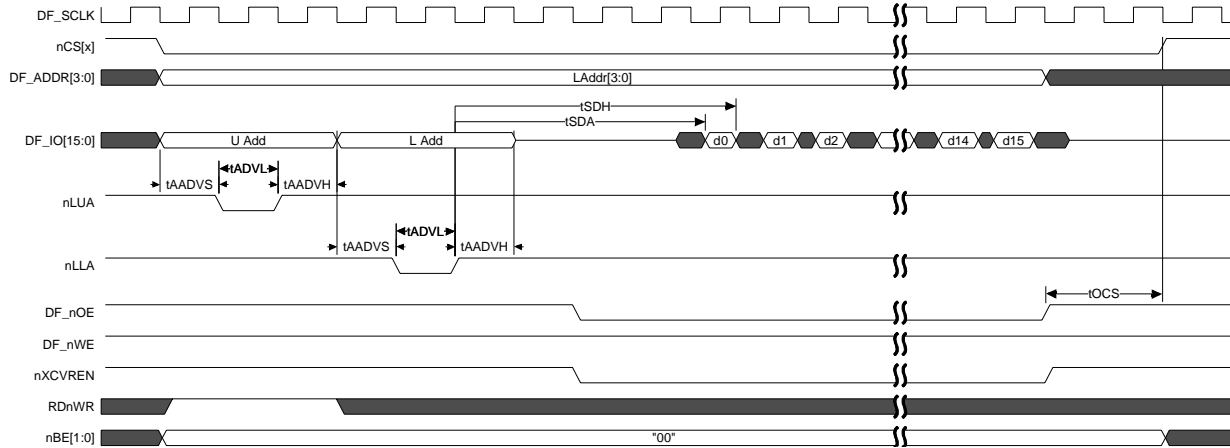 DF_SCLK
nCS[x]
DF_ADDR[3:0] LAddr[3:0]
tSDH
tSDA
DF_IO[15:0] U Add L Add d0 d1 d2 d14 d15
tADVL
tAADVS tAADVH
nLUA
tADVL
tAADVS tAADVH
nLLA
tOCS
DF_nOE
DF_nWE
nXCVREN
RDnWR
nBE[1:0] "00"